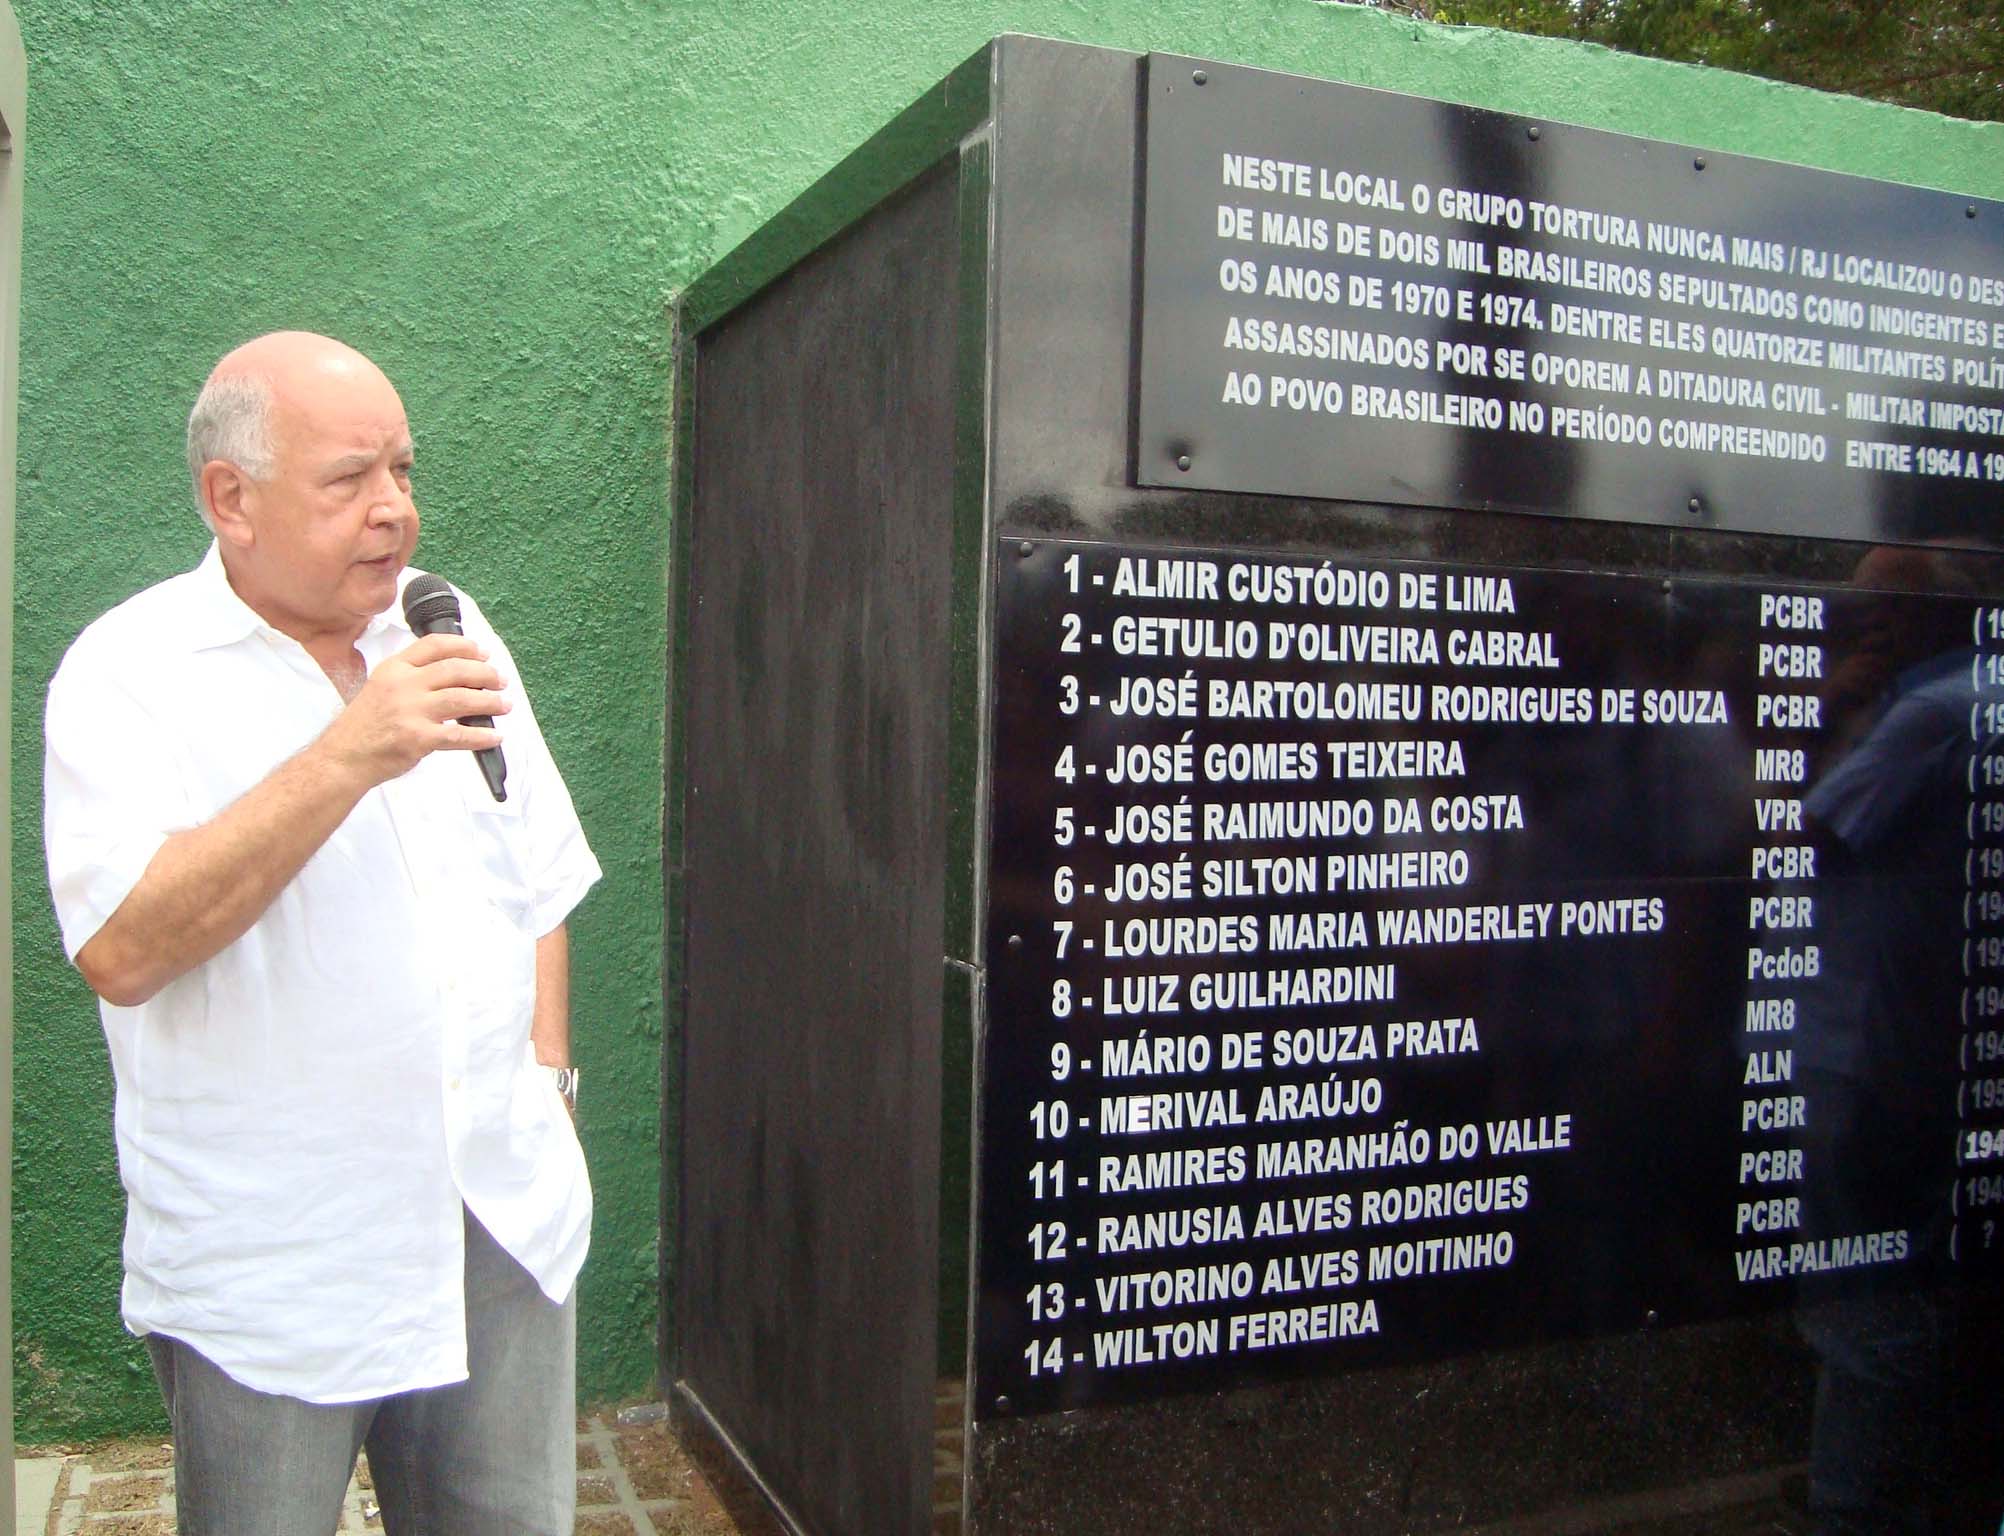 NESTE LOCAL O GRUPO TORTURA NUNCA MAIS / RJ LOCALIZOU O
DE MAIS DE DOIS MIL BRASILEIROS SEPULTADOS COMO INDIGENTES
OS ANOS DE 1970 E 1974. DENTRE ELES QUATORZE MILITANTES
ASSASSINADOS POR SE OPOREM A DITADURA CIVIL - MILITAR
AO POVO BRASILEIRO NO PERÍODO COMPREENDIDO ENTRE 1964 A
1 - ALMIR CUSTÓDIO DE LIMA PCBR
2 - GETULIO D'OLIVEIRA CABRAL PCBR
3 - JOSÉ BARTOLOMEU RODRIGUES DE SOUZA PCBR
4 - JOSÉ GOMES TEIXEIRA MR8
5 - JOSÉ RAIMUNDO DA COSTA VPR
6 - JOSÉ SILTON PINHEIRO PCBR
7 - LOURDES MARIA WANDERLEY PONTES PCBR
8 - LUIZ GUILHARDINI PcdoB
9 - MÁRIO DE SOUZA PRATA MR8
10 - MERIVAL ARAÚJO ALN
11 - RAMIRES MARANHÃO DO VALLE PCBR
12 - RANUSIA ALVES RODRIGUES PCBR
13 - VITORINO ALVES MOITINHO PCBR
14 - WILTON FERREIRA VAR-PALMARES ( ?